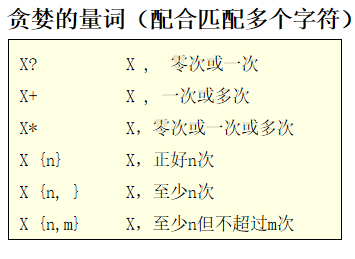 贪婪的量词（配合匹配多个字符）
X? X , 零次或一次
X+ X , 一次或多次
X* X，零次或一次或多次
X {n} X，正好n次
X {n, } X，至少n次
X {n,m} X，至少n但不超过m次